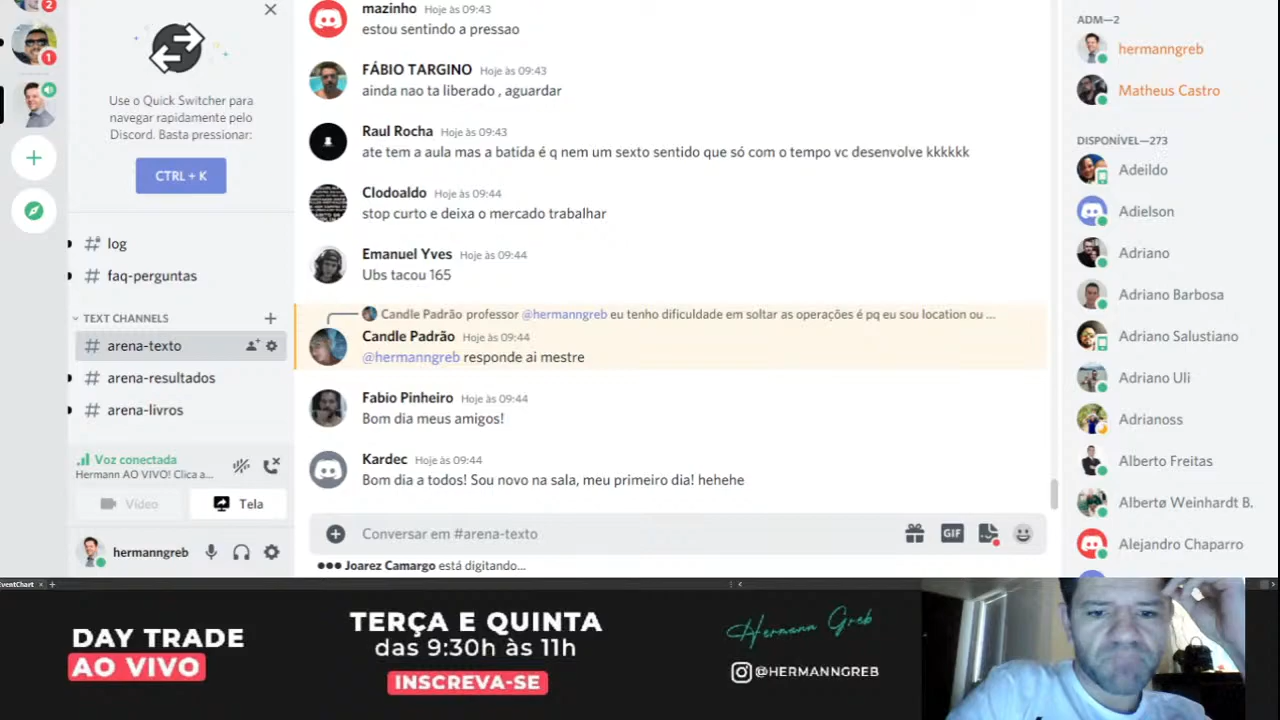 2
1
Use o Quick Switcher para
navegar rapidamente pelo
Discord. Basta pressionar:
CTRL + K
log
faq-perguntas
TEXT CHANNELS
arena-texto
arena-resultados
arena-livros
Voz conectada
Hermann AO VIVO! Clica a...
Vídeo
Tela
hermanngreb
mazinho Hoje às 09:43
estou sentindo a pressao
FÁBIO TARGINO Hoje às 09:43
ainda nao ta liberado , aguardar
Raul Rocha Hoje às 09:43
ate tem a aula mas a batida é q nem um sexto sentido que só com o tempo vc desenvolve kkkkkk
Clodoaldo Hoje às 09:44
stop curto e deixa o mercado trabalhar
Emanuel Yves Hoje às 09:44
Ubs tacou 165
Candle Padrão professor @hermanngreb eu tenho dificuldade em soltar as operações é pq eu sou location ou ...
Candle Padrão Hoje às 09:44
@hermanngreb responde ai mestre
Fabio Pinheiro Hoje às 09:44
Bom dia meus amigos!
Kardec Hoje às 09:44
Bom dia a todos! Sou novo na sala, meu primeiro dia! hehehe
Conversar em #arena-texto
GIF
Joarez Camargo está digitando...
ADM—2
hermanngreb
Matheus Castro
DISPONÍVEL—273
Adeildo
Adielson
Adriano
Adriano Barbosa
Adriano Salustiano
Adriano Uli
Adrianoss
Alberto Freitas
Albertø Weinhardt B.
Alejandro Chaparro
EventChart
DAY TRADE
AO VIVO
TERÇA E QUINTA
das 9:30h às 11h
INSCREVA-SE
Hermann Greb
@HERMANNGREB